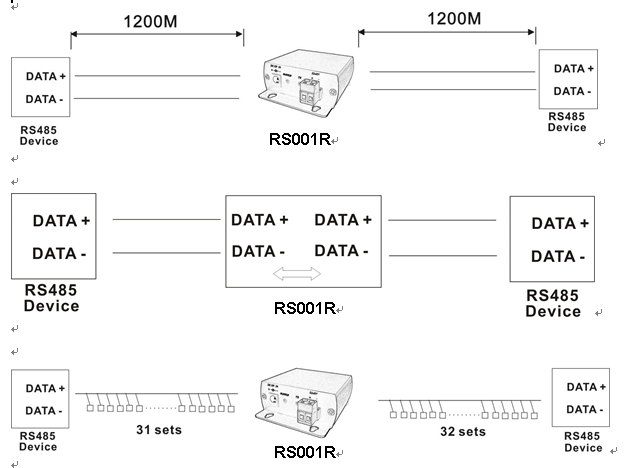 1200M 1200M
DATA + DATA +
DATA - DATA -
RS485 Device RS001R RS485 Device
DATA + DATA + DATA + DATA +
DATA - DATA - DATA - DATA -
RS485 Device RS001R RS485 Device
DATA + DATA +
DATA - DATA -
31 sets 32 sets
RS485 Device RS001R RS485 Device